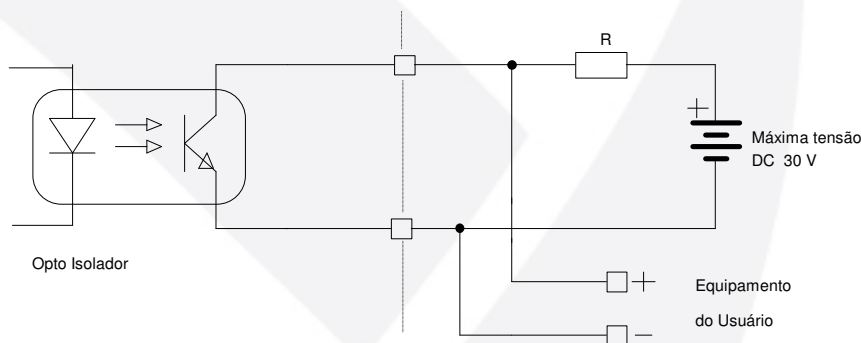 R
+
Máxima tensão
DC 30 V
Opto Isolador
+
Equipamento
do Usuário
−